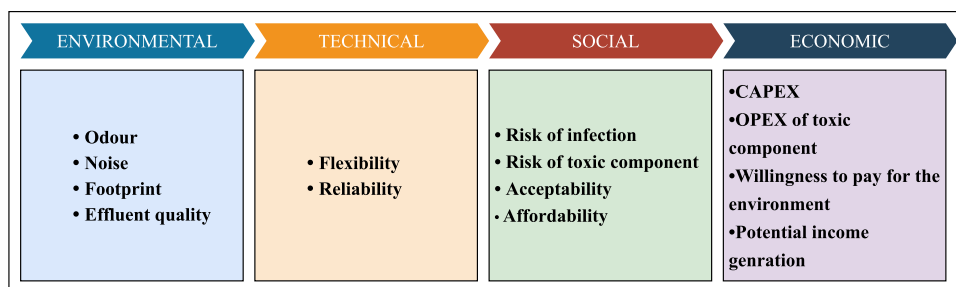 ENVIRONMENTAL
TECHNICAL
SOCIAL
ECONOMIC
• Odour
• Noise
• Footprint
• Effluent quality
• Flexibility
• Reliability
• Risk of infection
• Risk of toxic component
• Acceptability
• Affordability
•CAPEX
•OPEX of toxic
component
•Willingness to pay for the
environment
•Potential income
genration